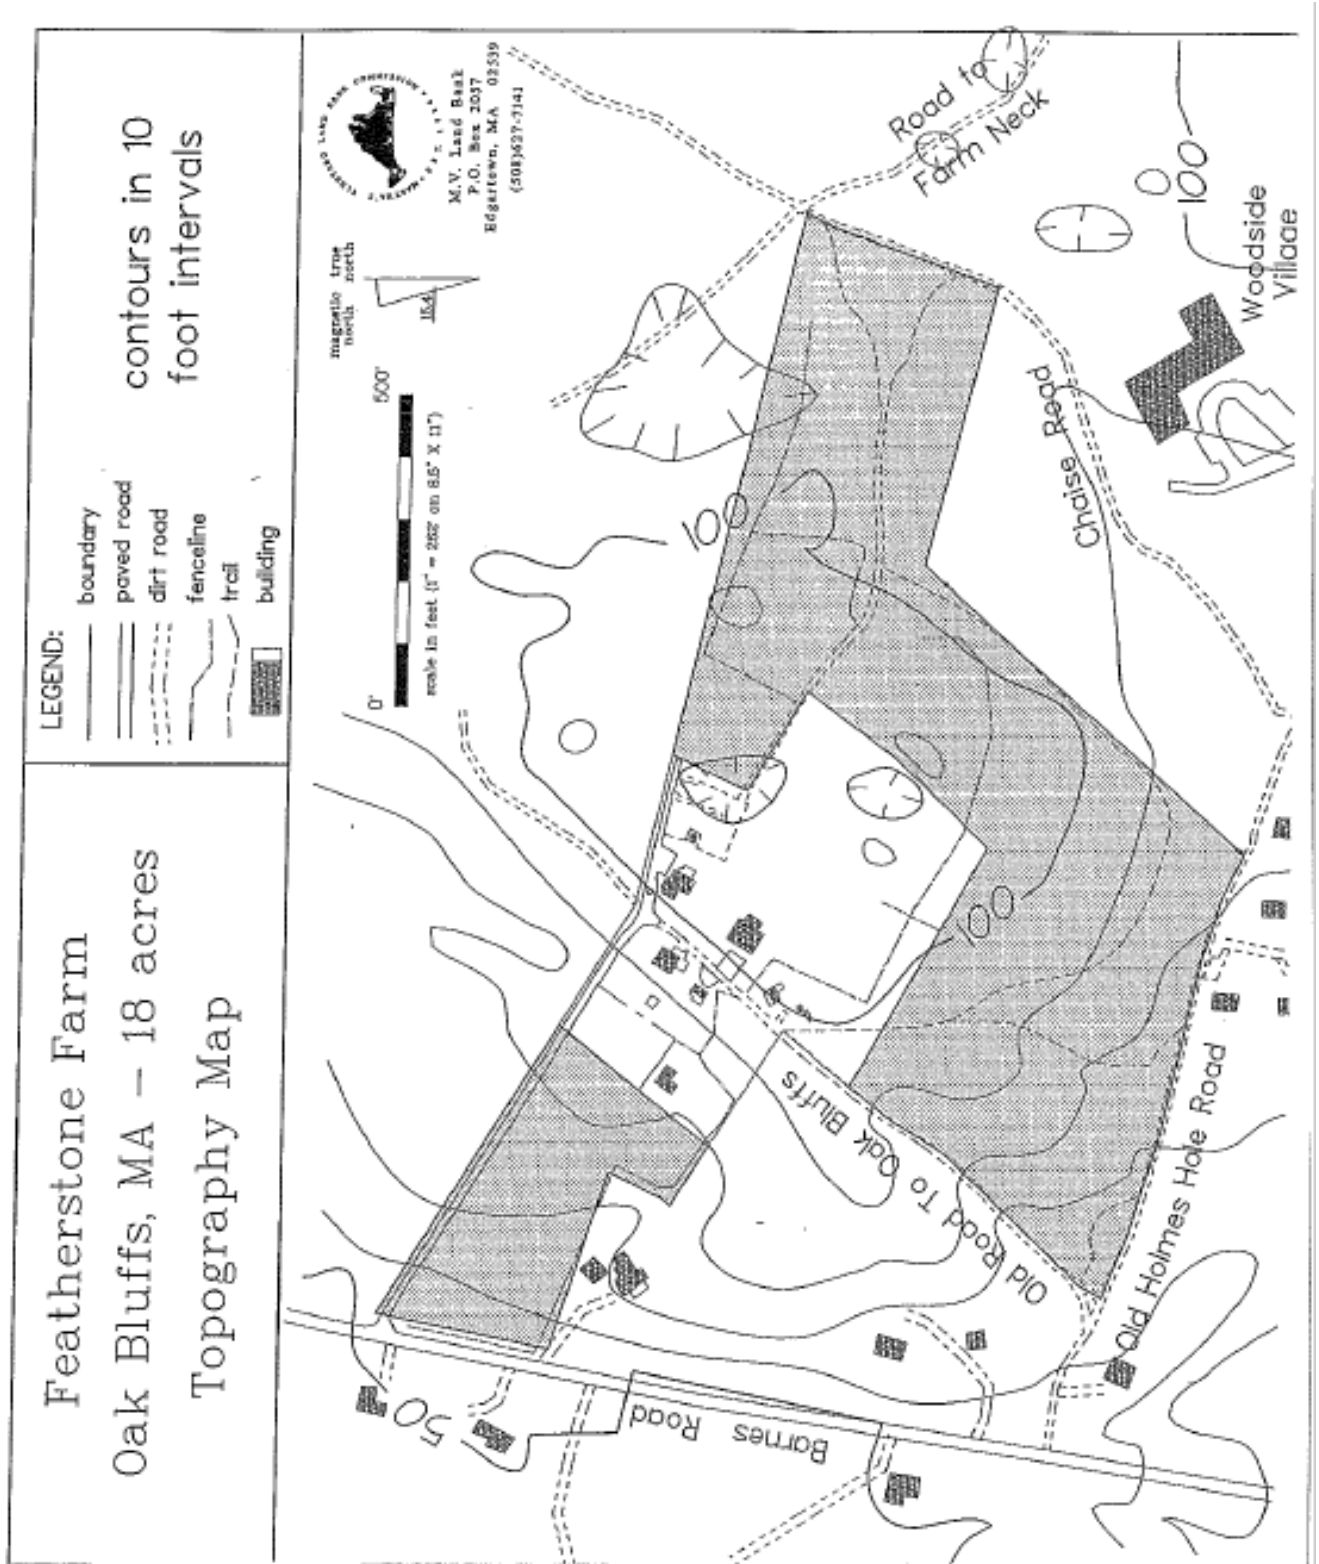 Featherstone Farm
Oak Bluffs, MA – 18 acres
Topography Map
LEGEND:
boundary
paved road
dirt road
fenceline
trail
building
contours in 10
foot intervals
M.V. Land Bank
P.O. Box 2057
Edgartown, MA 02539
(508)627-7141
magnetic
north
true
north
15.4
0'
500'
scale in feet (1" = 252' on 8.5" X 11")
Road to
Farm Neck
100
Woodside
Village
Chaise Road
100
100
Old Road To Oak Bluffs
Old Holmes Hole Road
Barnes Road
50